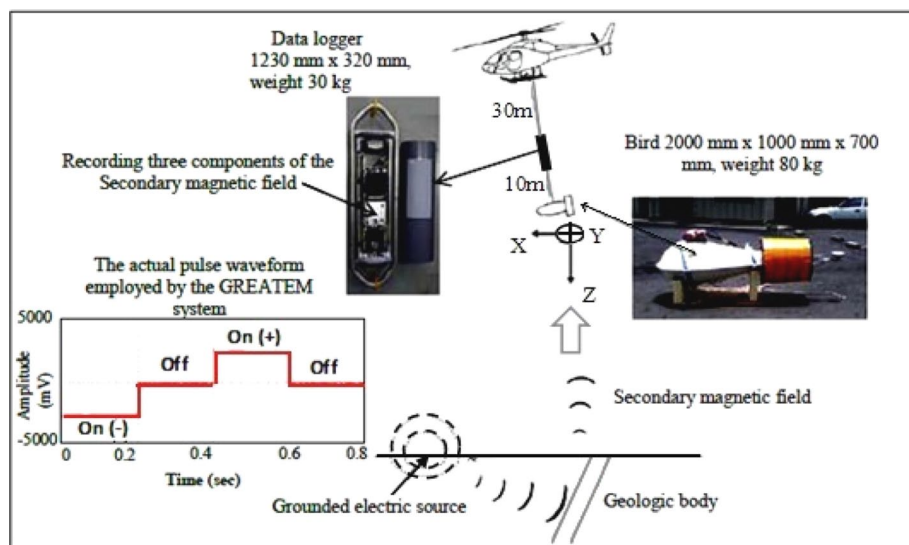 Data logger
1230 mm x 320 mm,
weight 30 kg
30m
Bird 2000 mm x 1000 mm x 700
mm, weight 80 kg
Recording three components of the
Secondary magnetic field
10m
X
Y
Z
The actual pulse waveform
employed by the GREATEM
system
5000
On (+)
Off
Off
Amplitude
(mV)
On (-)
-5000
0
0.2
0.4
0.6
0.8
Time (sec)
Secondary magnetic field
Grounded electric source
Geologic body